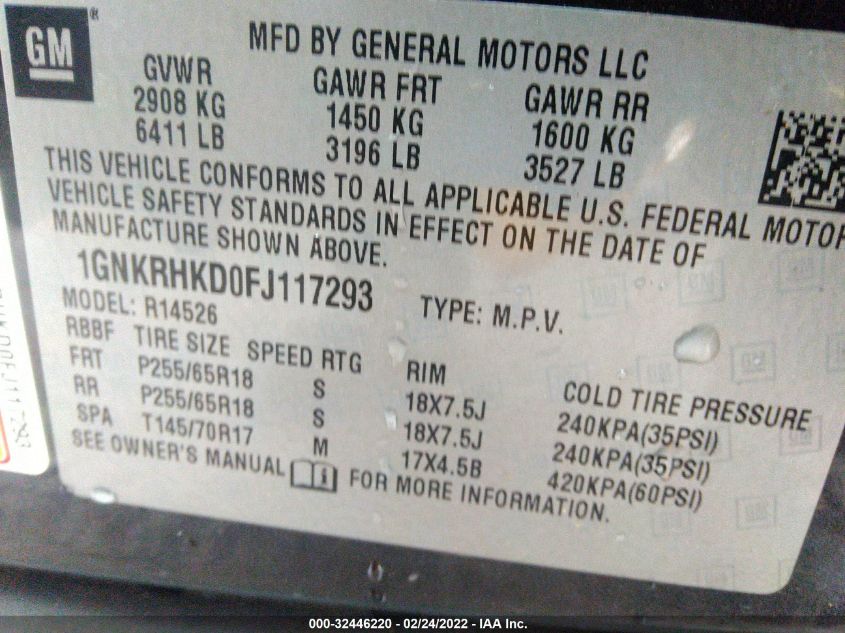 GM ®
MFD BY GENERAL MOTORS LLC
GVWR GAWR FRT GAWR RR
2908 KG 1450 KG 1600 KG
6411 LB 3196 LB 3527 LB
THIS VEHICLE CONFORMS TO ALL APPLICABLE U.S. FEDERAL MOTOR
VEHICLE SAFETY STANDARDS IN EFFECT ON THE DATE OF
MANUFACTURE SHOWN ABOVE.
1GNKRHKD0FJ117293 TYPE: M.P.V.
MODEL: R14526
RBBF TIRE SIZE SPEED RTG RIM COLD TIRE PRESSURE
FRT P255/65R18 S 18X7.5J 240KPA(35PSI)
RR P255/65R18 S 18X7.5J 240KPA(35PSI)
SPA T145/70R17 M 17X4.5B 420KPA(60PSI)
SEE OWNER'S MANUAL i FOR MORE INFORMATION.
000-32446220 - 02/24/2022 - IAA Inc.